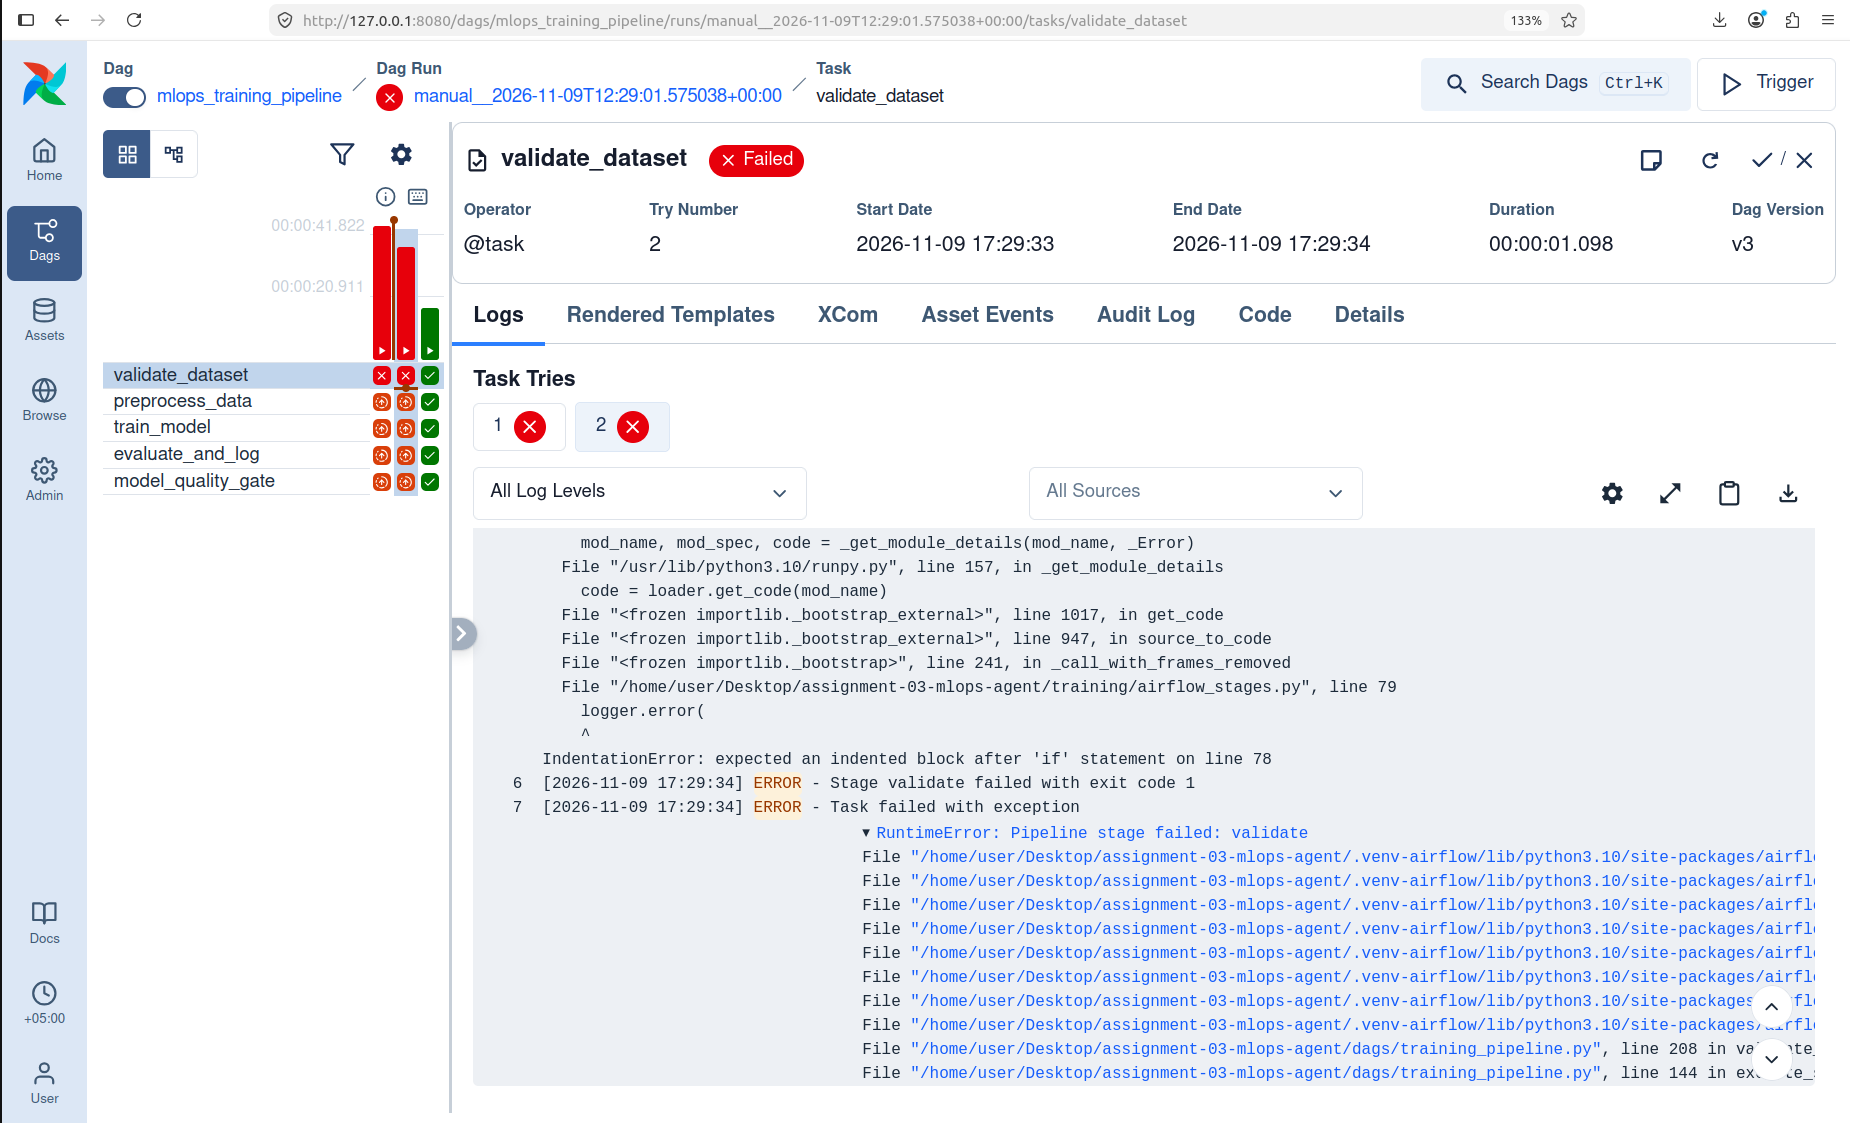 http://127.0.0.1:8080/dags/mlops_training_pipeline/runs/manual__2026-11-09T12:29:01.575038+00:00/tasks/validate_dataset
133%
Dag
mlops_training_pipeline
Dag Run
manual__2026-11-09T12:29:01.575038+00:00
Task
validate_dataset
Search Dags Ctrl+K
Trigger
Home
Dags
Assets
Browse
Admin
Docs
+05:00
User
00:00:41.822
00:00:20.911
validate_dataset
preprocess_data
train_model
evaluate_and_log
model_quality_gate
validate_dataset
Failed
/
Operator Try Number Start Date End Date Duration Dag Version
@task 2 2026-11-09 17:29:33 2026-11-09 17:29:34 00:00:01.098 v3
Logs Rendered Templates XCom Asset Events Audit Log Code Details
Task Tries
1 2
All Log Levels
All Sources
mod_name, mod_spec, code = _get_module_details(mod_name, _Error)
File "/usr/lib/python3.10/runpy.py", line 157, in _get_module_details
code = loader.get_code(mod_name)
File "<frozen importlib._bootstrap_external>", line 1017, in get_code
File "<frozen importlib._bootstrap_external>", line 947, in source_to_code
File "<frozen importlib._bootstrap>", line 241, in _call_with_frames_removed
File "/home/user/Desktop/assignment-03-mlops-agent/training/airflow_stages.py", line 79
logger.error(
^
IndentationError: expected an indented block after 'if' statement on line 78
6 [2026-11-09 17:29:34] ERROR - Stage validate failed with exit code 1
7 [2026-11-09 17:29:34] ERROR - Task failed with exception
▼ RuntimeError: Pipeline stage failed: validate
File "/home/user/Desktop/assignment-03-mlops-agent/.venv-airflow/lib/python3.10/site-packages/airfl
File "/home/user/Desktop/assignment-03-mlops-agent/.venv-airflow/lib/python3.10/site-packages/airfl
File "/home/user/Desktop/assignment-03-mlops-agent/.venv-airflow/lib/python3.10/site-packages/airfl
File "/home/user/Desktop/assignment-03-mlops-agent/.venv-airflow/lib/python3.10/site-packages/airfl
File "/home/user/Desktop/assignment-03-mlops-agent/.venv-airflow/lib/python3.10/site-packages/airfl
File "/home/user/Desktop/assignment-03-mlops-agent/.venv-airflow/lib/python3.10/site-packages/airfl
File "/home/user/Desktop/assignment-03-mlops-agent/.venv-airflow/lib/python3.10/site-packages/airfl
File "/home/user/Desktop/assignment-03-mlops-agent/.venv-airflow/lib/python3.10/site-packages/airfl
File "/home/user/Desktop/assignment-03-mlops-agent/dags/training_pipeline.py", line 208 in
File "/home/user/Desktop/assignment-03-mlops-agent/dags/training_pipeline.py", line 144 in